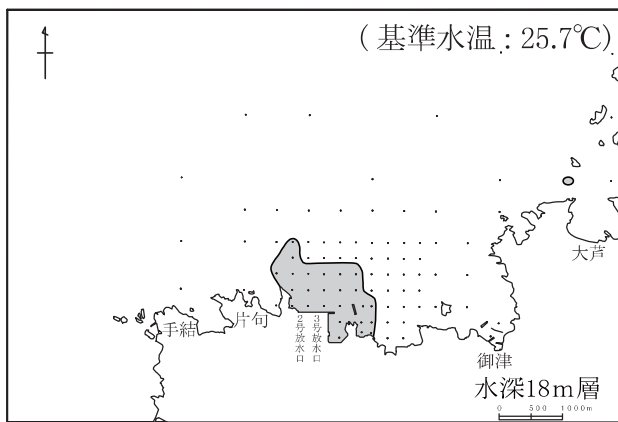 (基準水温：25.7℃)
大芦
手結
片句
2号放水口
3号放水口
御津
水深18m層
0 500 1000m